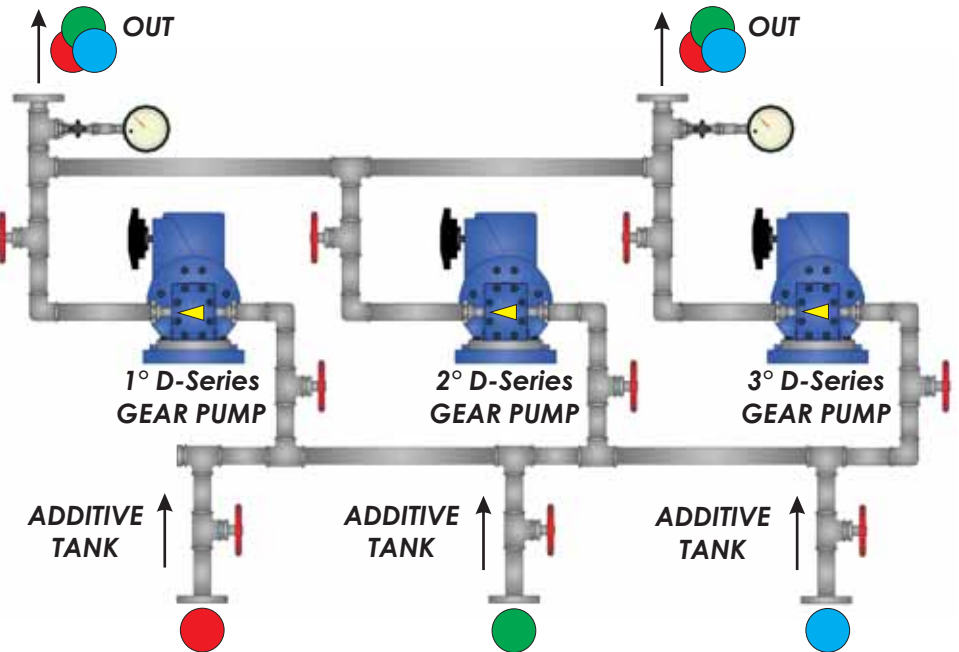 OUT
OUT
1° D-Series
GEAR PUMP
2° D-Series
GEAR PUMP
3° D-Series
GEAR PUMP
ADDITIVE
TANK
ADDITIVE
TANK
ADDITIVE
TANK